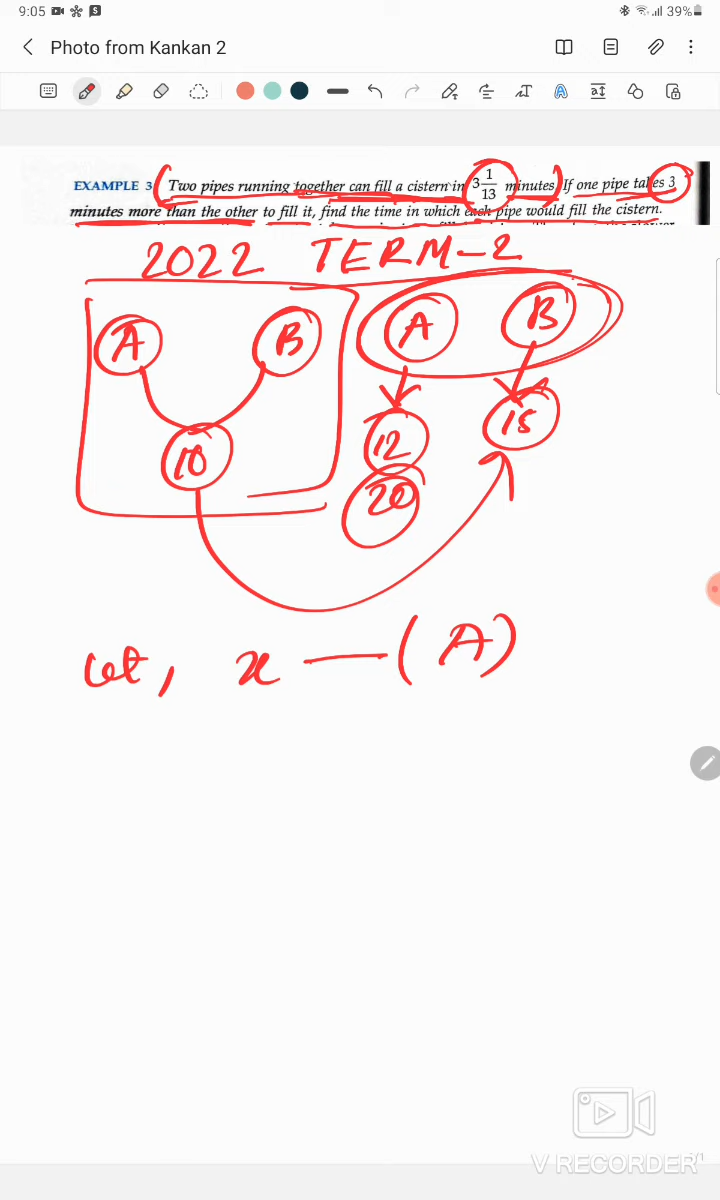 9:05 39%
Photo from Kankan 2
EXAMPLE 3 Two pipes running together can fill a cistern in 3 1/13 minutes. If one pipe takes 3
minutes more than the other to fill it, find the time in which each pipe would fill the cistern.
2022 TERM-2
A B A B
10 12 15
20
let, x — (A)
V RECORDER